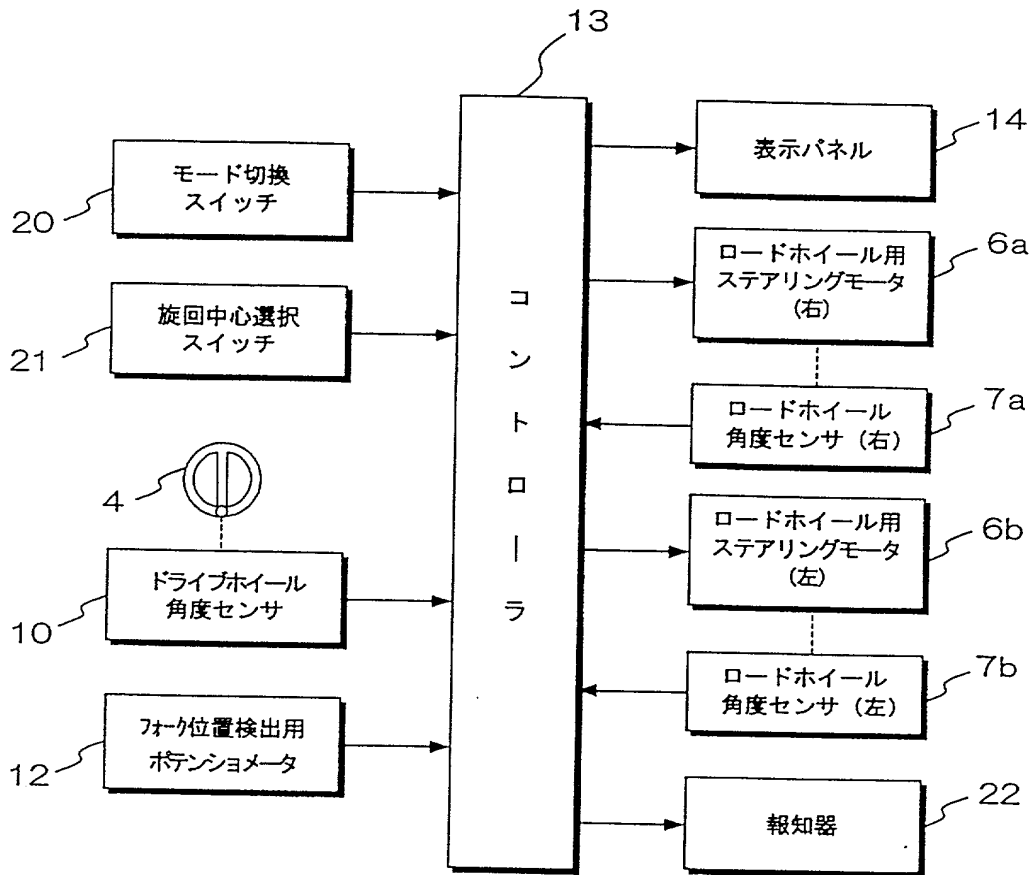 13
モード切換
スイッチ
20
旋回中心選択
スイッチ
21
4
ドライブホイール
角度センサ
10
フォーク位置検出用
ポテンショメータ
12
コントローラ
表示パネル
14
ロードホイール用
ステアリングモータ
(右)
6a
ロードホイール
角度センサ (右)
7a
ロードホイール用
ステアリングモータ
(左)
6b
ロードホイール
角度センサ (左)
7b
報知器
22